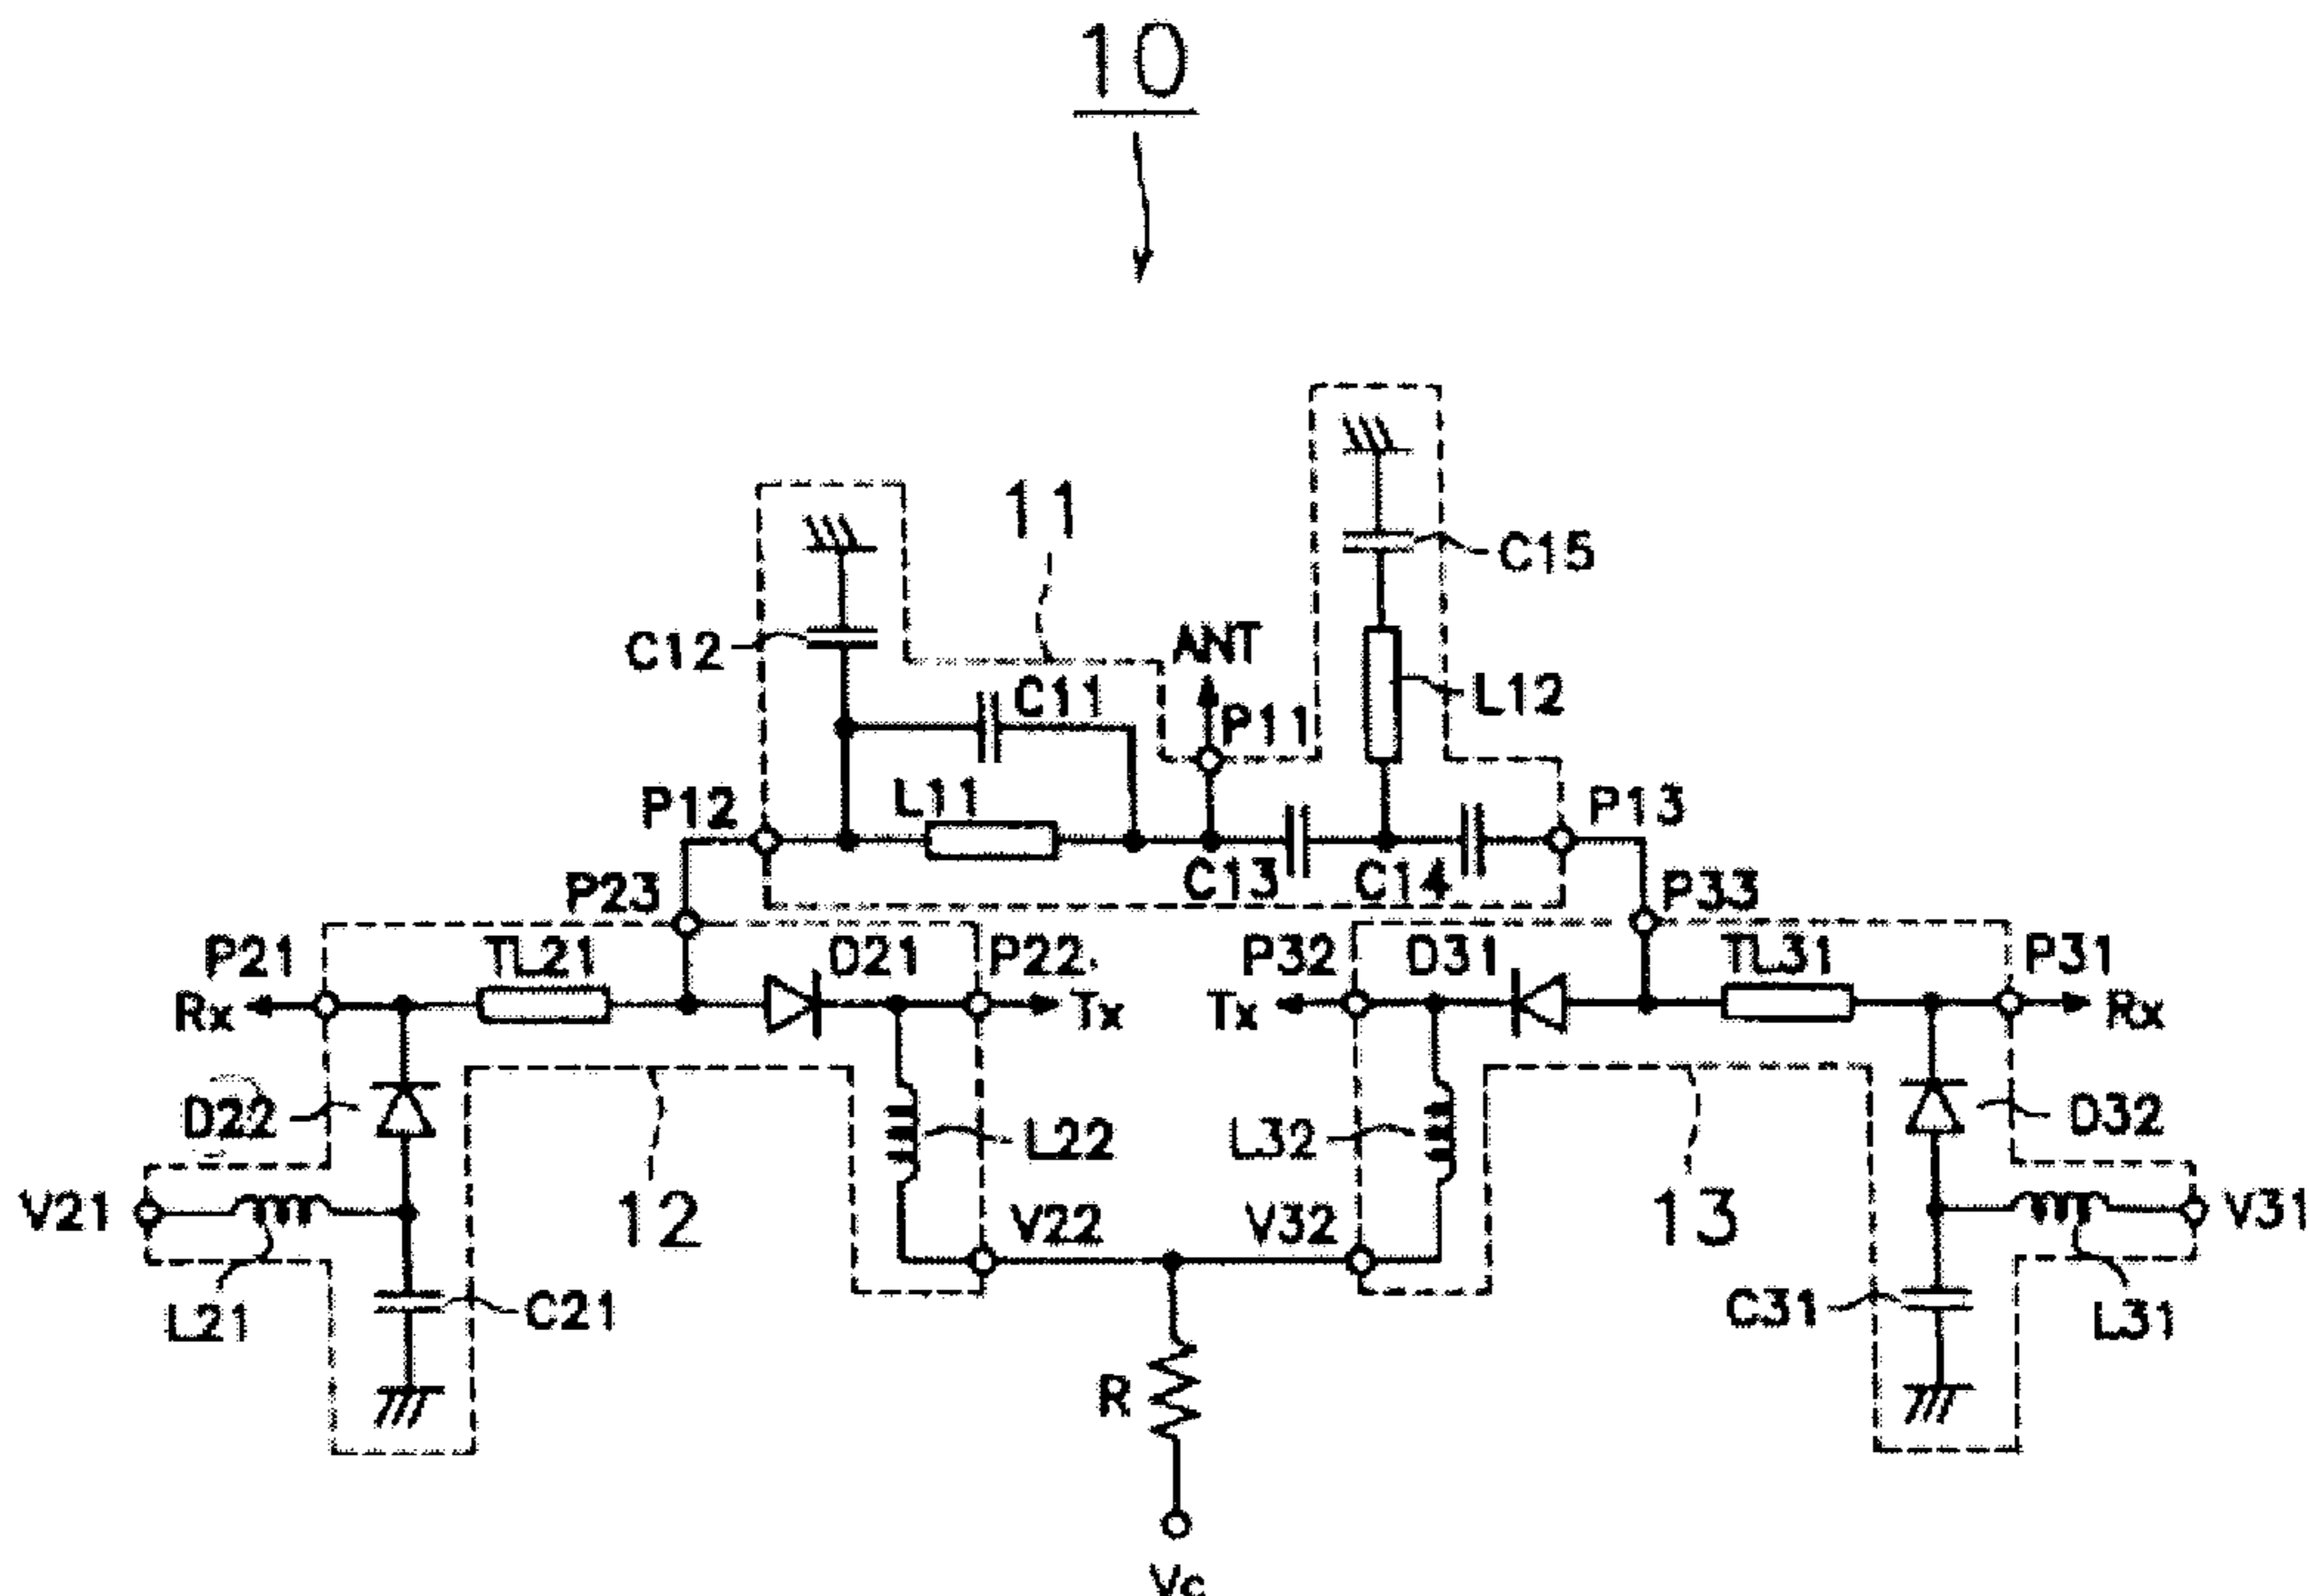 10
11
C15
C12
ANT
C11
P11
L12
P12
L11
P13
C13
C14
P23
P33
P21
TL21
D21
P22
P32
D31
TL31
P31
Rx
Tx
Tx
Rx
D22
L22
L32
D32
V21
12
V22
V32
13
V31
L21
C21
C31
L31
R
Vc